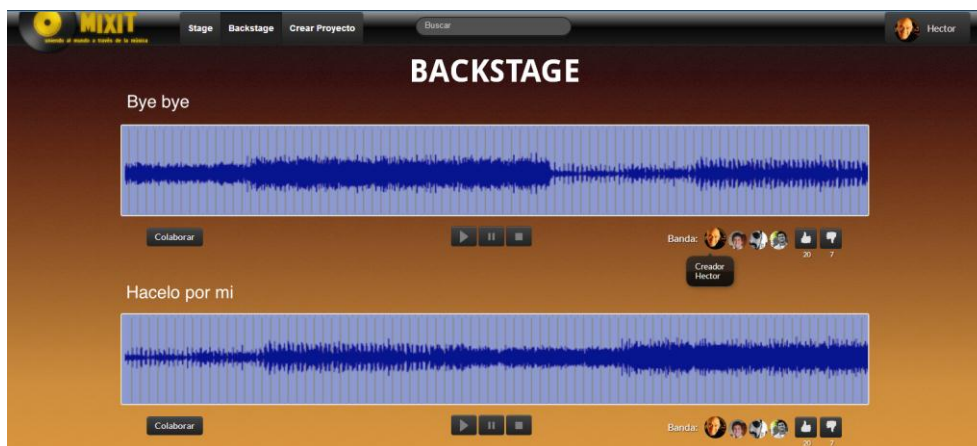 MIXIT
uniendo al mundo a través de la música
Stage Backstage Crear Proyecto Buscar Hector
BACKSTAGE
Bye bye
Colaborar Banda:
20 7
Creador
Hector
Hacelo por mi
Colaborar Banda:
20 7